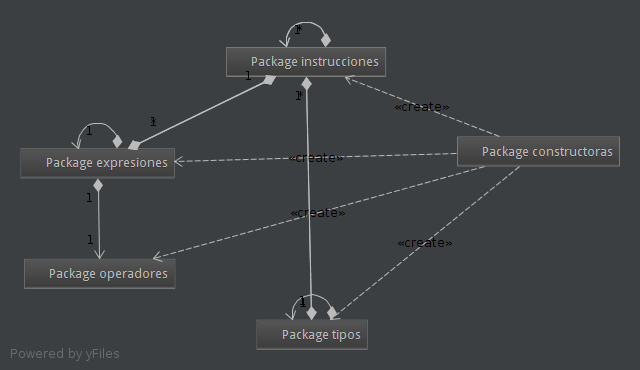 1
Package instrucciones
1
1
«create»
1
1
Package constructoras
Package expresiones
«create»
1
«create»
1
«create»
Package operadores
1
Package tipos
Powered by yFiles